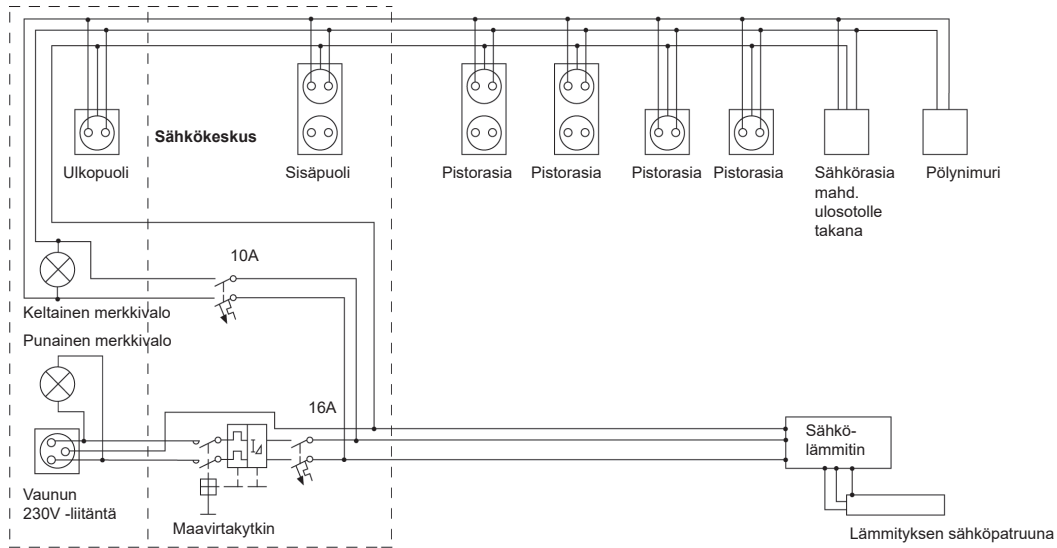 Sähkökeskus
Ulkopuoli
Sisäpuoli
Pistorasia
Pistorasia
Pistorasia
Pistorasia
Sähkörasia
mahd.
ulosotolle
takana
Pölynimuri
10A
Keltainen merkkivalo
Punainen merkkivalo
16A
I⊿
Sähkö-
lämmitin
Vaunun
230V -liitäntä
Maavirtakytkin
Lämmityksen sähköpatruuna